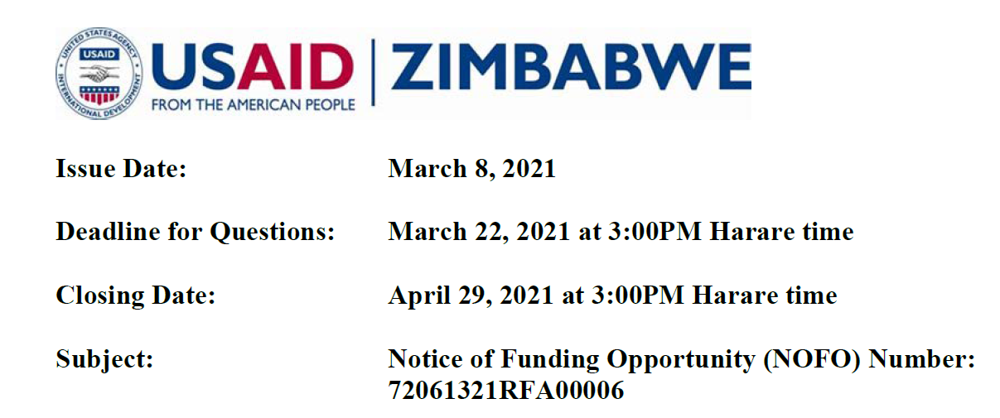 UNITED STATES AGENCY
USAID
INTERNATIONAL DEVELOPMENT
USAID | ZIMBABWE
FROM THE AMERICAN PEOPLE
Issue Date: March 8, 2021
Deadline for Questions: March 22, 2021 at 3:00PM Harare time
Closing Date: April 29, 2021 at 3:00PM Harare time
Subject: Notice of Funding Opportunity (NOFO) Number:
72061321RFA00006